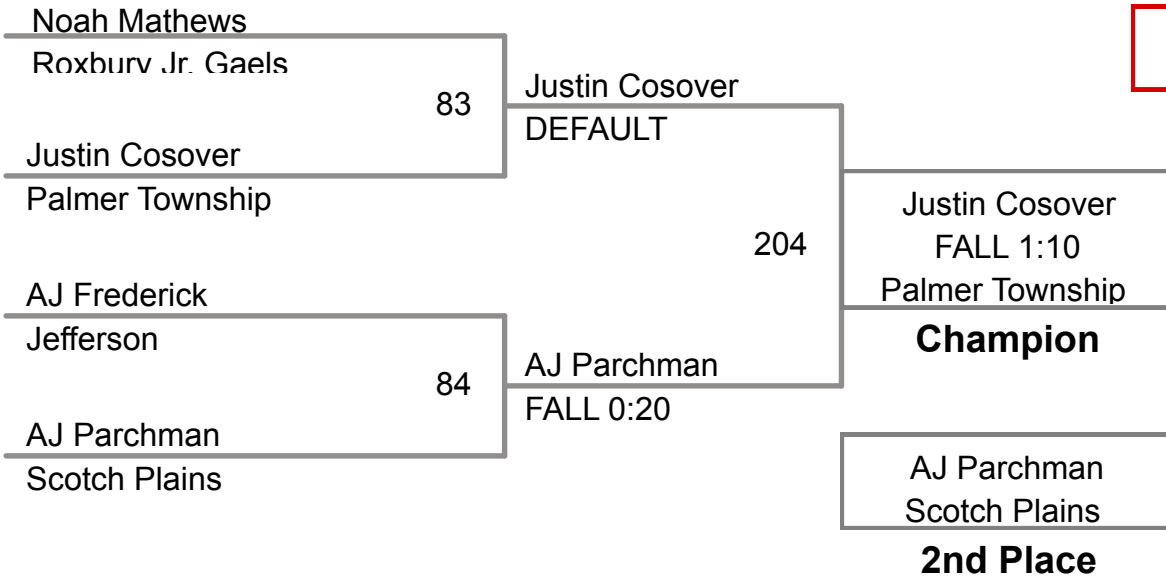 Noah Mathews
Roxbury Jr. Gaels
83
Justin Cosover
DEFAULT
Justin Cosover
Palmer Township
204
Justin Cosover
FALL 1:10
Palmer Township
Champion
AJ Frederick
Jefferson
84
AJ Parchman
FALL 0:20
AJ Parchman
Scotch Plains
AJ Parchman
Scotch Plains
2nd Place